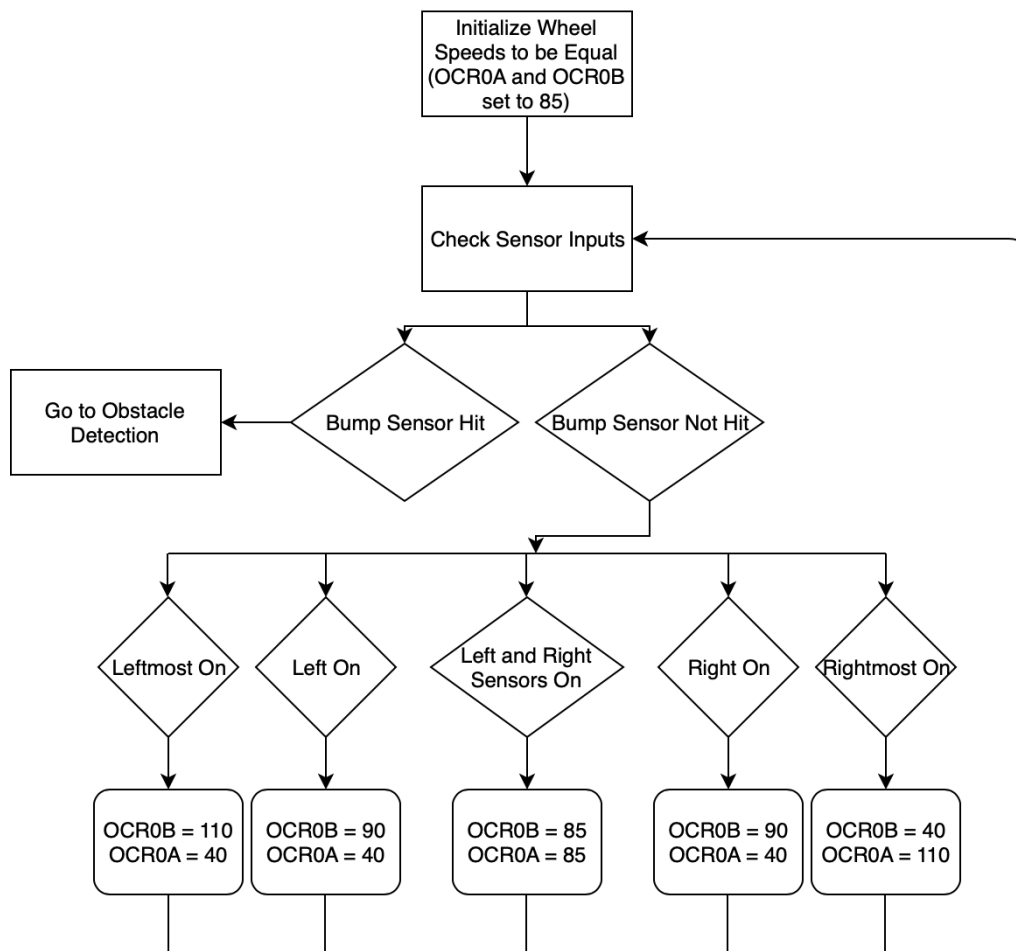 Initialize Wheel
Speeds to be Equal
(OCR0A and OCR0B
set to 85)
Check Sensor Inputs
Go to Obstacle
Detection
Bump Sensor Hit
Bump Sensor Not Hit
Leftmost On
Left On
Left and Right
Sensors On
Right On
Rightmost On
OCR0B = 110
OCR0A = 40
OCR0B = 90
OCR0A = 40
OCR0B = 85
OCR0A = 85
OCR0B = 90
OCR0A = 40
OCR0B = 40
OCR0A = 110